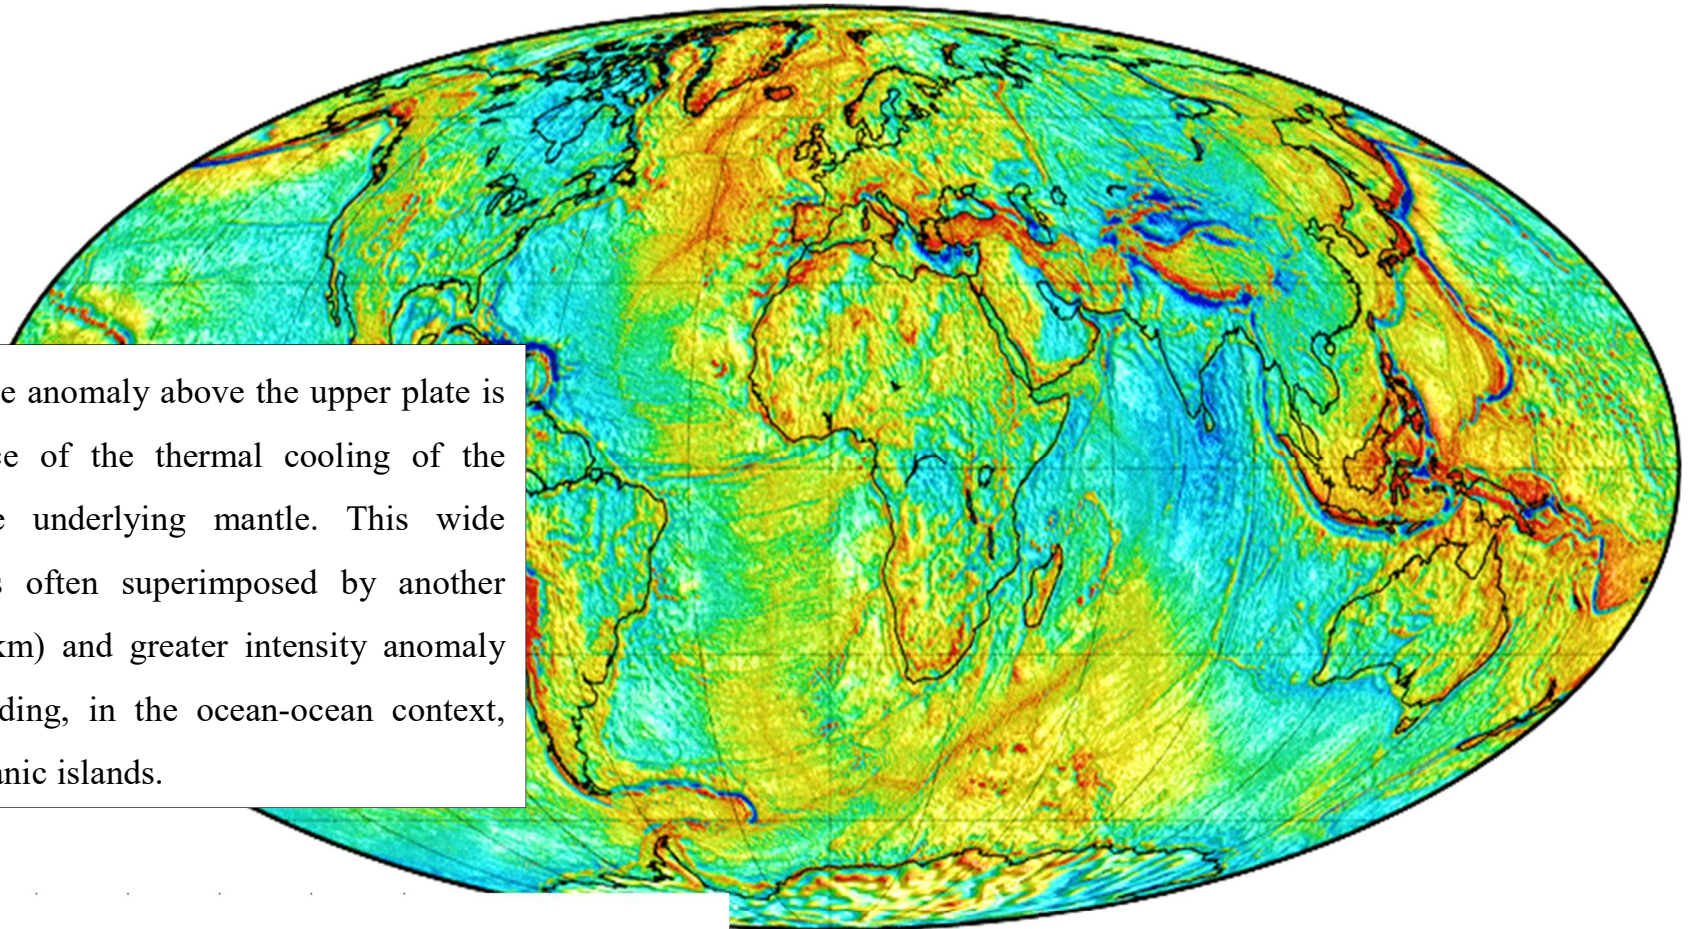 e anomaly above the upper plate is
of the thermal cooling of the
underlying mantle. This wide
often superimposed by another
km) and greater intensity anomaly
ding, in the ocean-ocean context,
anic islands.